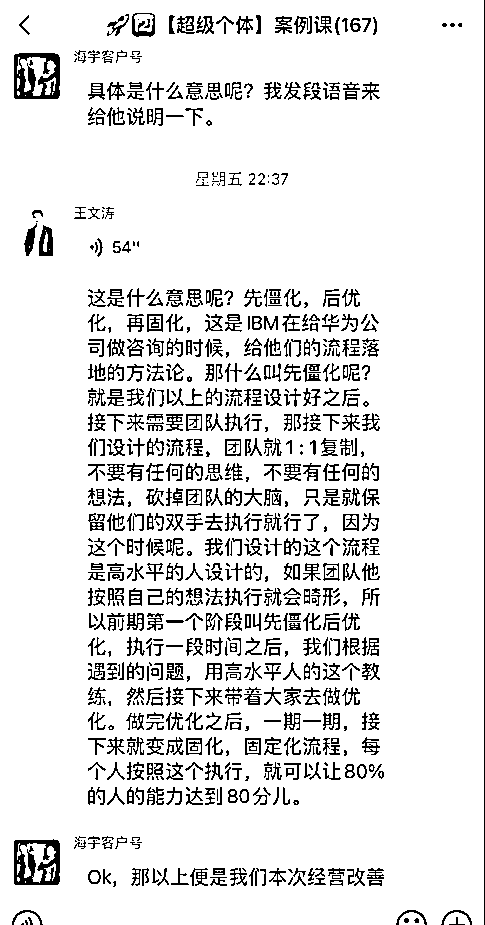 【超级个体】案例课(167)
海宇客户号
具体是什么意思呢？我发段语音来
给他说明一下。
星期五 22:37
王文涛
54"
这是什么意思呢？先僵化，后优
化，再固化，这是IBM在给华为公
司做咨询的时候，给他们的流程落
地的方法论。那什么叫先僵化呢？
就是我们以上的流程设计好之后。
接下来需要团队执行，那接下来我
们设计的流程，团队就1:1复制，
不要有任何的思维，不要有任何的
想法，砍掉团队的大脑，只是就保
留他们的双手去执行就行了，因为
这个时候呢。我们设计的这个流程
是高水平的人设计的，如果团队他
按照自己的想法执行就会畸形，所
以前期第一个阶段叫先僵化后优
化，执行一段时间之后，我们根据
遇到的问题，用高水平人的这个教
练，然后接下来带着大家去做优
化。做完优化之后，一期一期，接
下来就变成固化，固定化流程，每
个人按照这个执行，就可以让80%
的人的能力达到80分儿。
海宇客户号
Ok，那以上便是我们本次经营改善